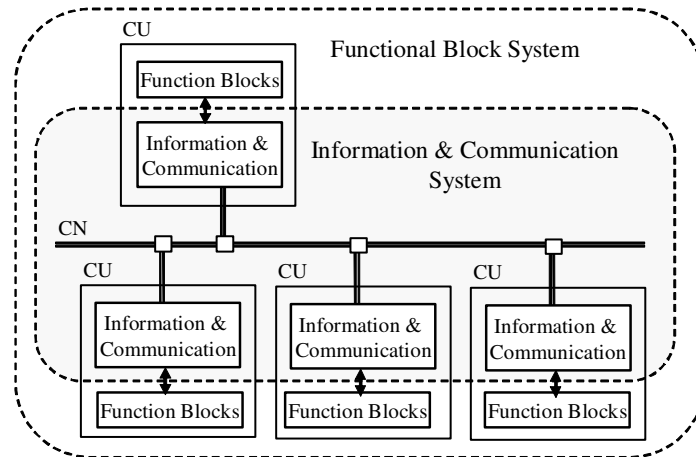 CU
Functional Block System
Function Blocks
Information &
Communication
Information & Communication
System
CN
CU
CU
CU
Information &
Communication
Information &
Communication
Information &
Communication
Function Blocks
Function Blocks
Function Blocks